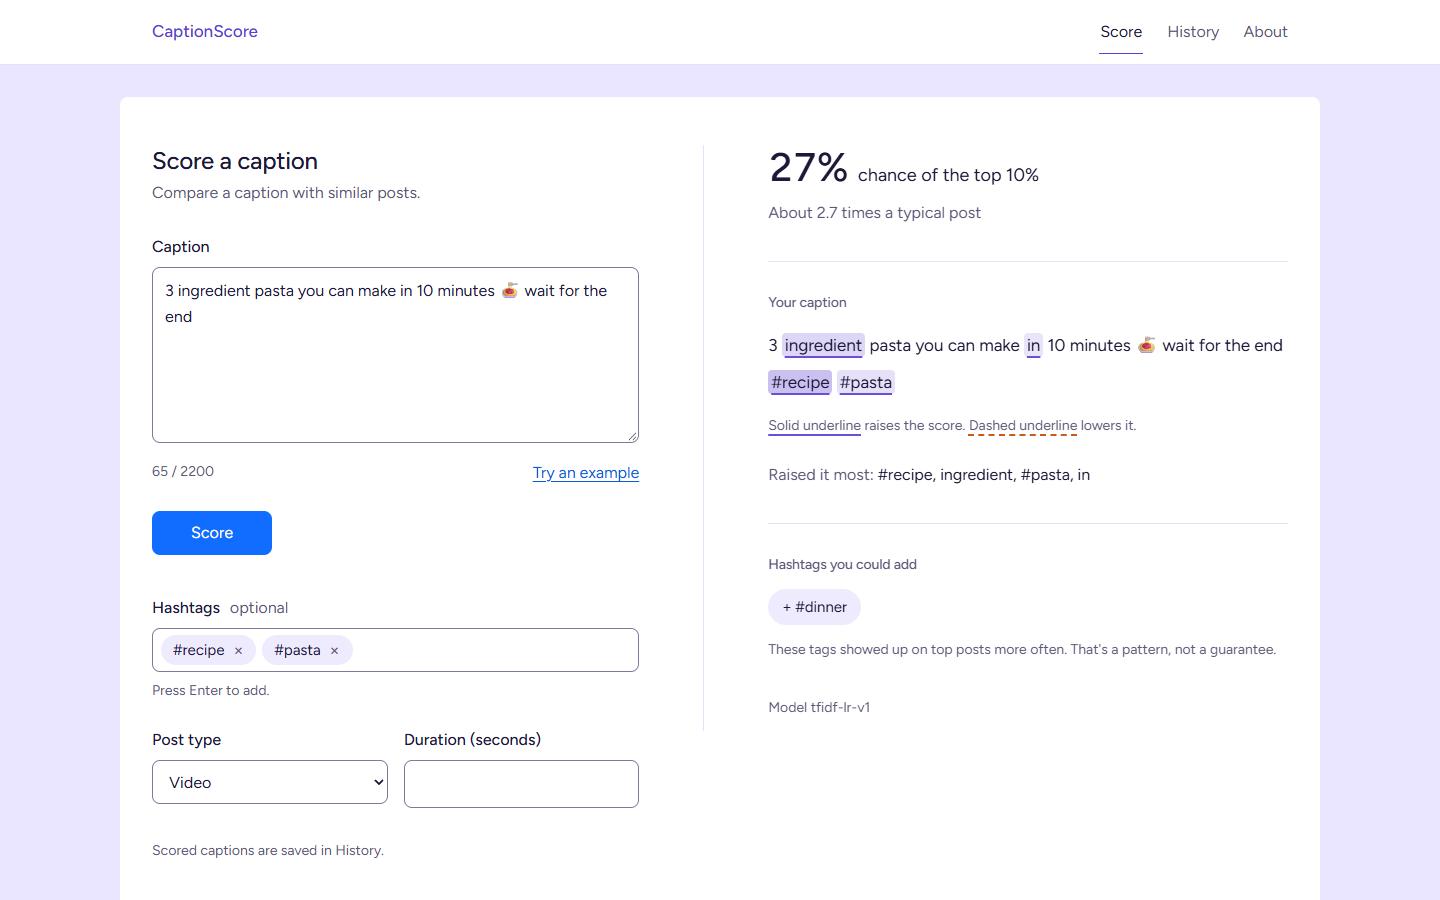 CaptionScore
Score
History
About
Score a caption
Compare a caption with similar posts.
Caption
3 ingredient pasta you can make in 10 minutes 🍝 wait for the
end
65 / 2200
Try an example
Score
Hashtags optional
#recipe ×
#pasta ×
Press Enter to add.
Post type
Duration (seconds)
Video
Scored captions are saved in History.
27% chance of the top 10%
About 2.7 times a typical post
Your caption
3 ingredient pasta you can make in 10 minutes 🍝 wait for the end
#recipe #pasta
Solid underline raises the score. Dashed underline lowers it.
Raised it most: #recipe, ingredient, #pasta, in
Hashtags you could add
+ #dinner
These tags showed up on top posts more often. That's a pattern, not a guarantee.
Model tfidf-lr-v1